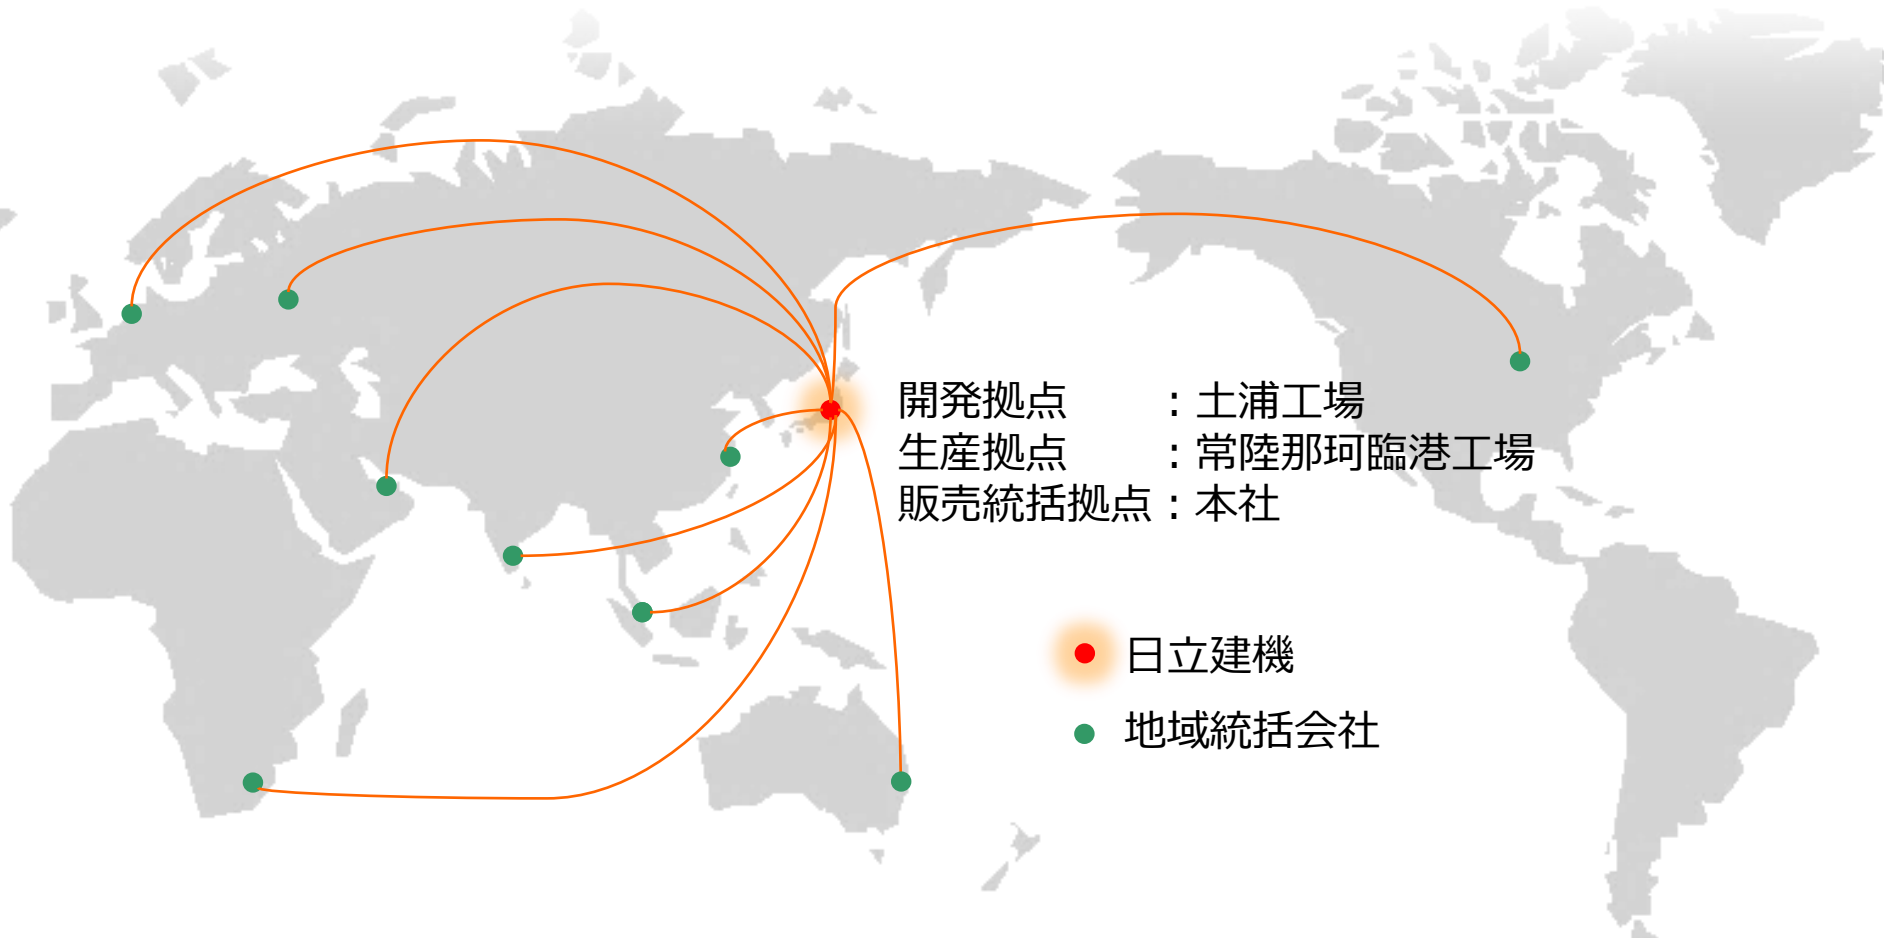 開発拠点　　：土浦工場
生産拠点　　：常陸那珂臨港工場
販売統括拠点：本社
日立建機
地域統括会社